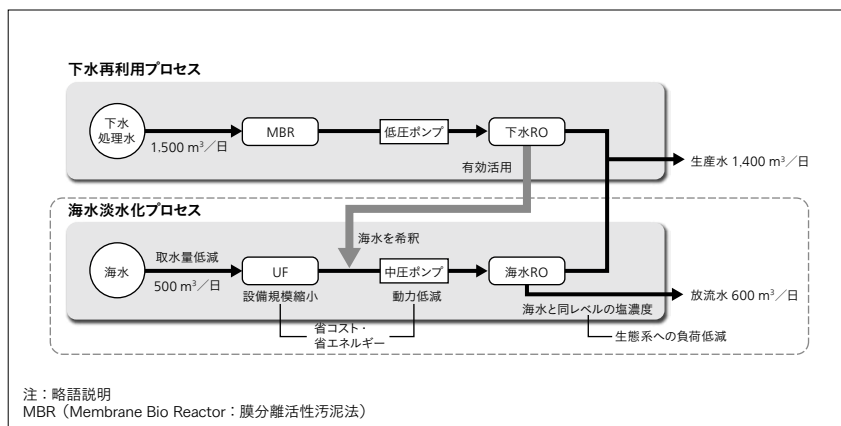 下水再利用プロセス
下水
処理水
1,500 m³／日
MBR
低圧ポンプ
下水RO
有効活用
生産水 1,400 m³／日
海水淡水化プロセス
海水を希釈
海水
取水量低減
500 m³／日
UF
設備規模縮小
中圧ポンプ
動力低減
海水RO
放流水 600 m³／日
海水と同レベルの塩濃度
省コスト・
省エネルギー
生態系への負荷低減
注：略語説明
MBR（Membrane Bio Reactor：膜分離活性汚泥法）